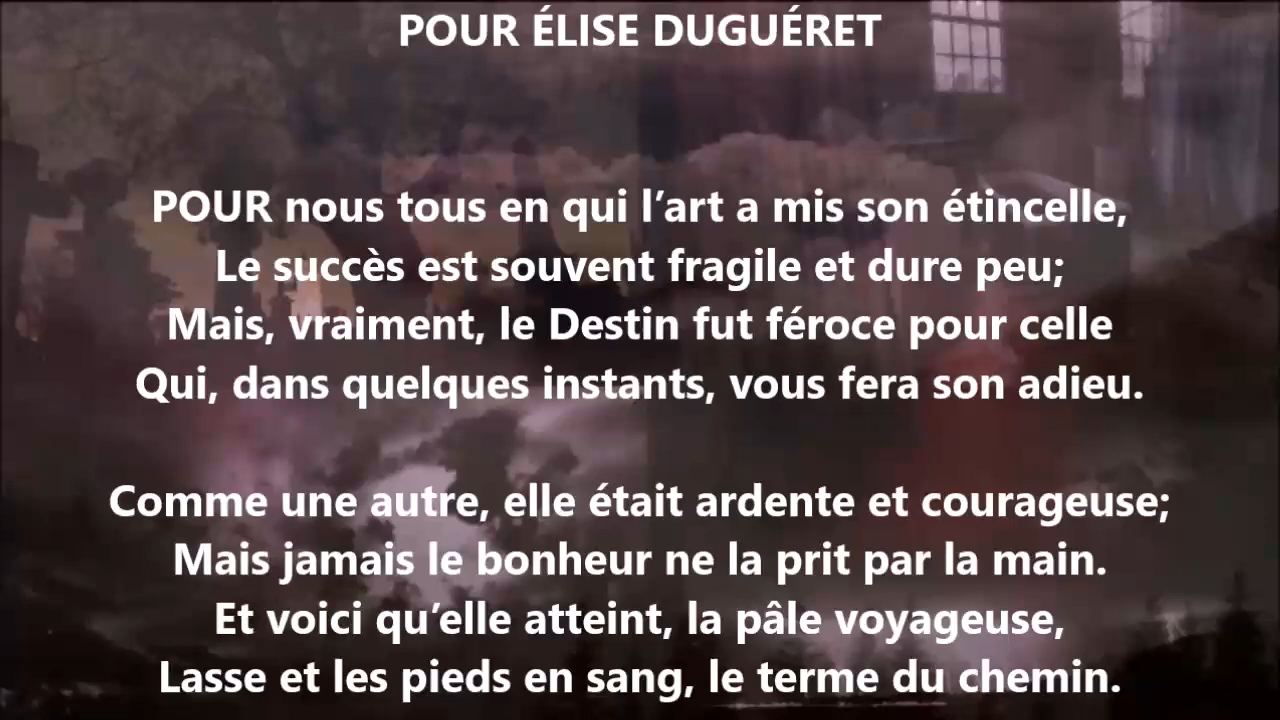 POUR ÉLISE DUGUÉRET
POUR nous tous en qui l’art a mis son étincelle,
Le succès est souvent fragile et dure peu;
Mais, vraiment, le Destin fut féroce pour celle
Qui, dans quelques instants, vous fera son adieu.
Comme une autre, elle était ardente et courageuse;
Mais jamais le bonheur ne la prit par la main.
Et voici qu’elle atteint, la pâle voyageuse,
Lasse et les pieds en sang, le terme du chemin.